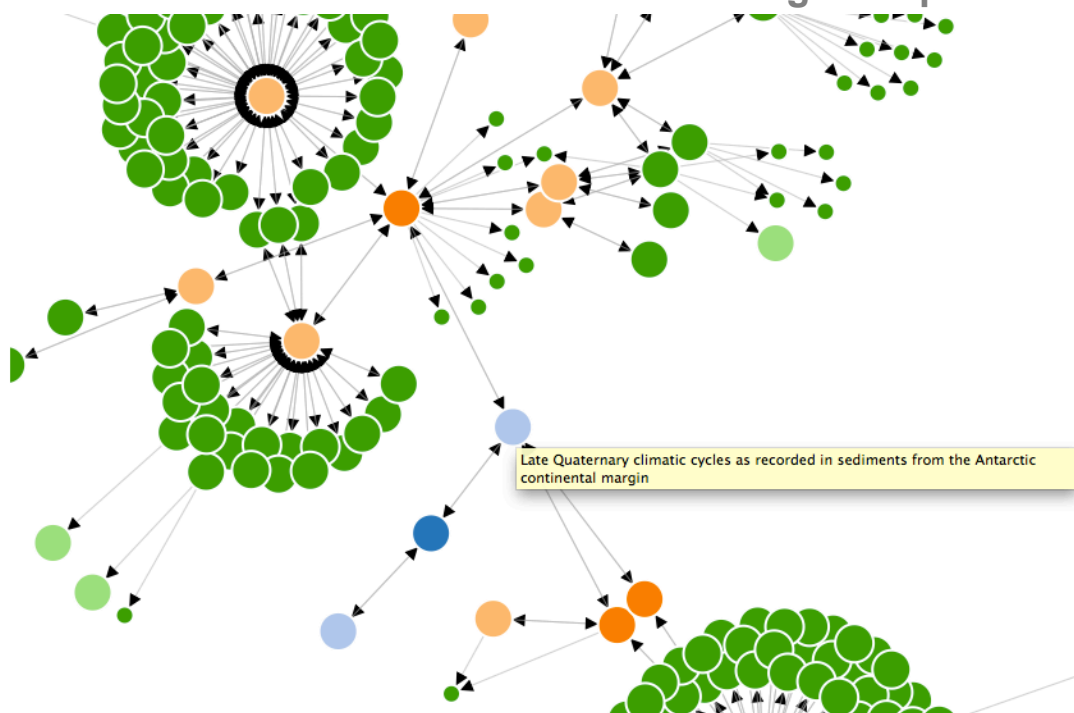 Late Quaternary climatic cycles as recorded in sediments from the Antarctic
continental margin